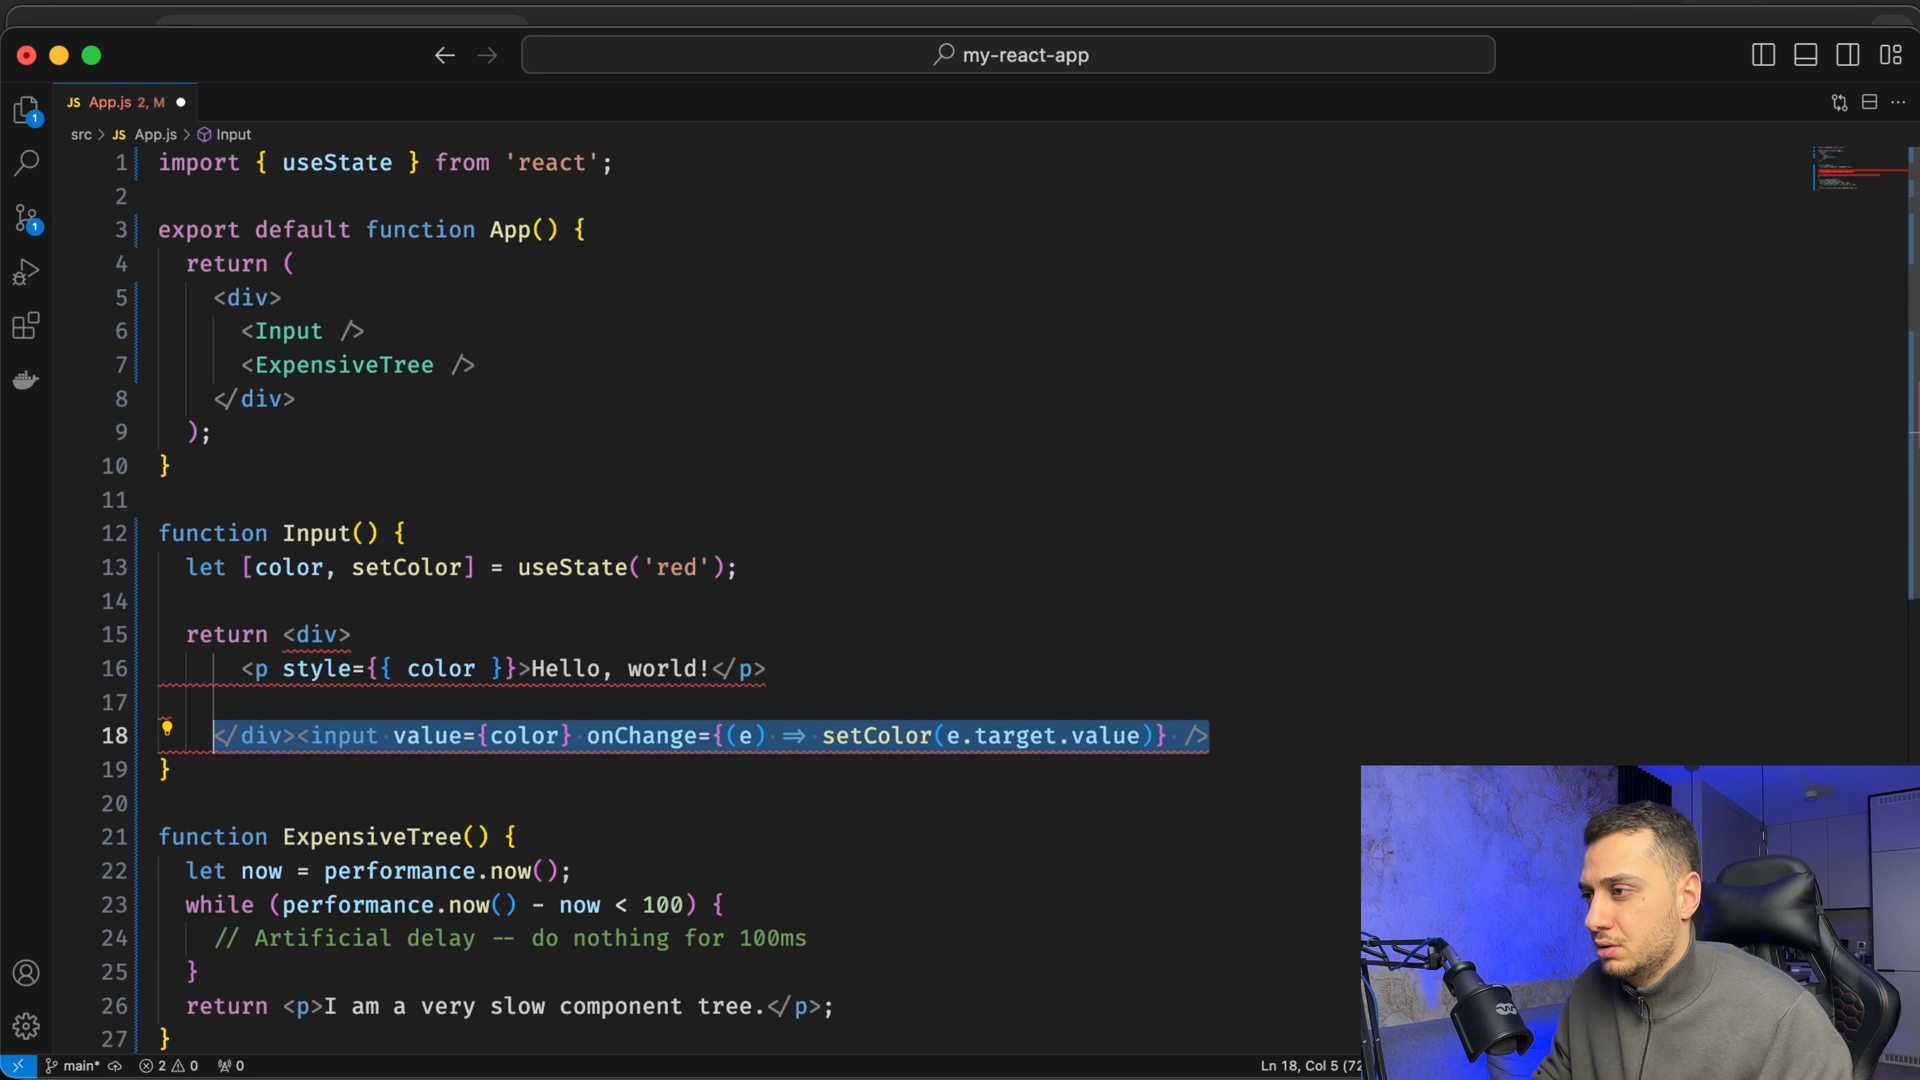 my-react-app
JS App.js 2, M
src > JS App.js > Input
1 import { useState } from 'react';
2
3 export default function App() {
4 return (
5 <div>
6 <Input />
7 <ExpensiveTree />
8 </div>
9 );
10 }
11
12 function Input() {
13 let [color, setColor] = useState('red');
14
15 return <div>
16 <p style={{ color }}>Hello, world!</p>
17
18 </div><input value={color} onChange={(e) => setColor(e.target.value)} />
19 }
20
21 function ExpensiveTree() {
22 let now = performance.now();
23 while (performance.now() - now < 100) {
24 // Artificial delay -- do nothing for 100ms
25 }
26 return <p>I am a very slow component tree.</p>;
27 }
1
1
main* 2 0 0 Ln 18, Col 5 (72